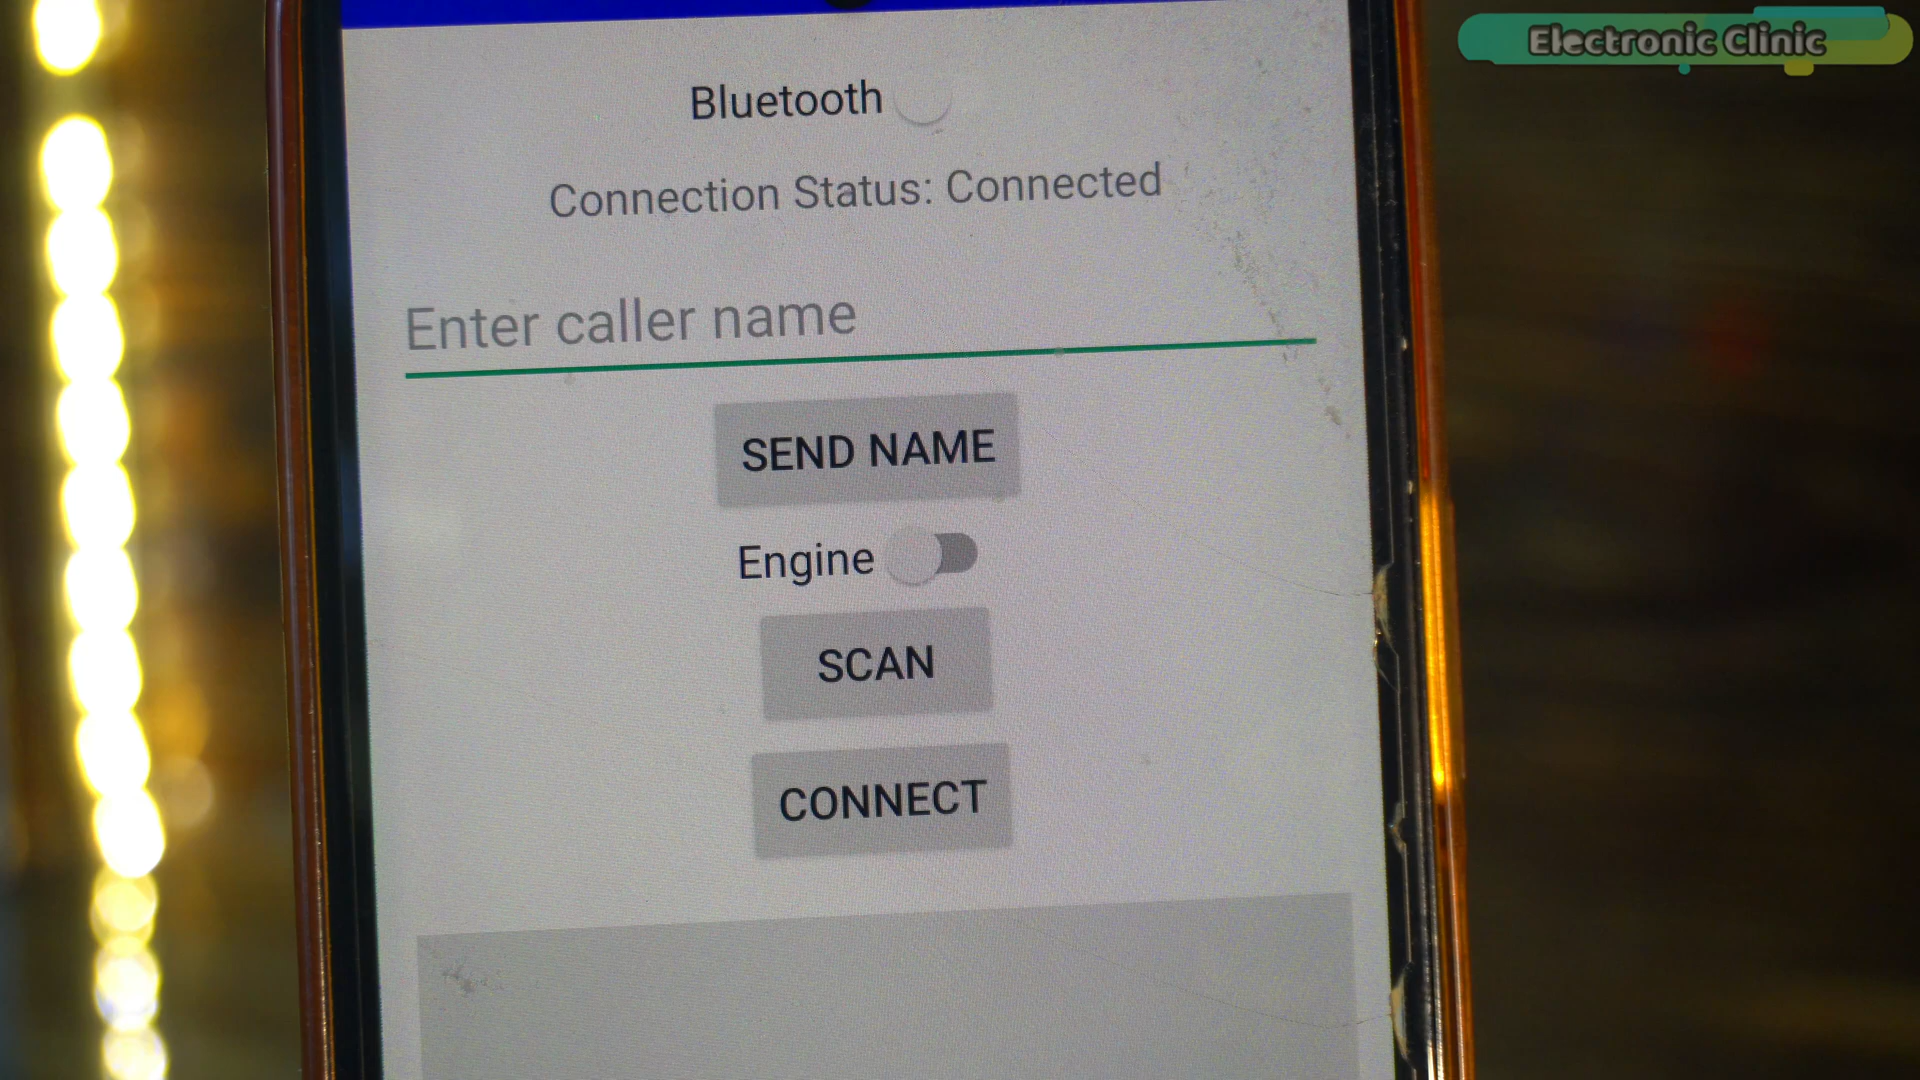 Electronic Clinic
Bluetooth
Connection Status: Connected
Enter caller name
SEND NAME
Engine
SCAN
CONNECT